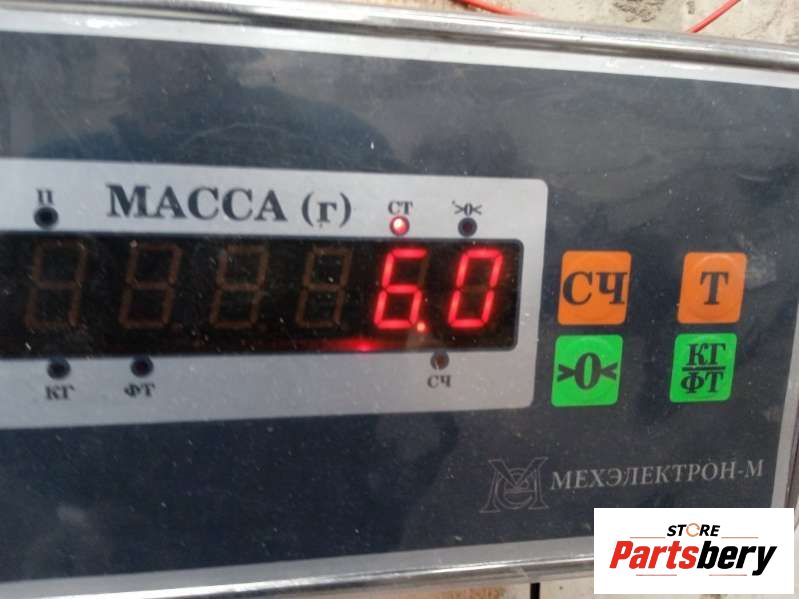 П МАССА (г) СТ >0<
6.0
КГ ФТ СЧ
СЧ Т
>0< КГ/ФТ
МЕХЭЛЕКТРОН-М
STORE
Partsbery